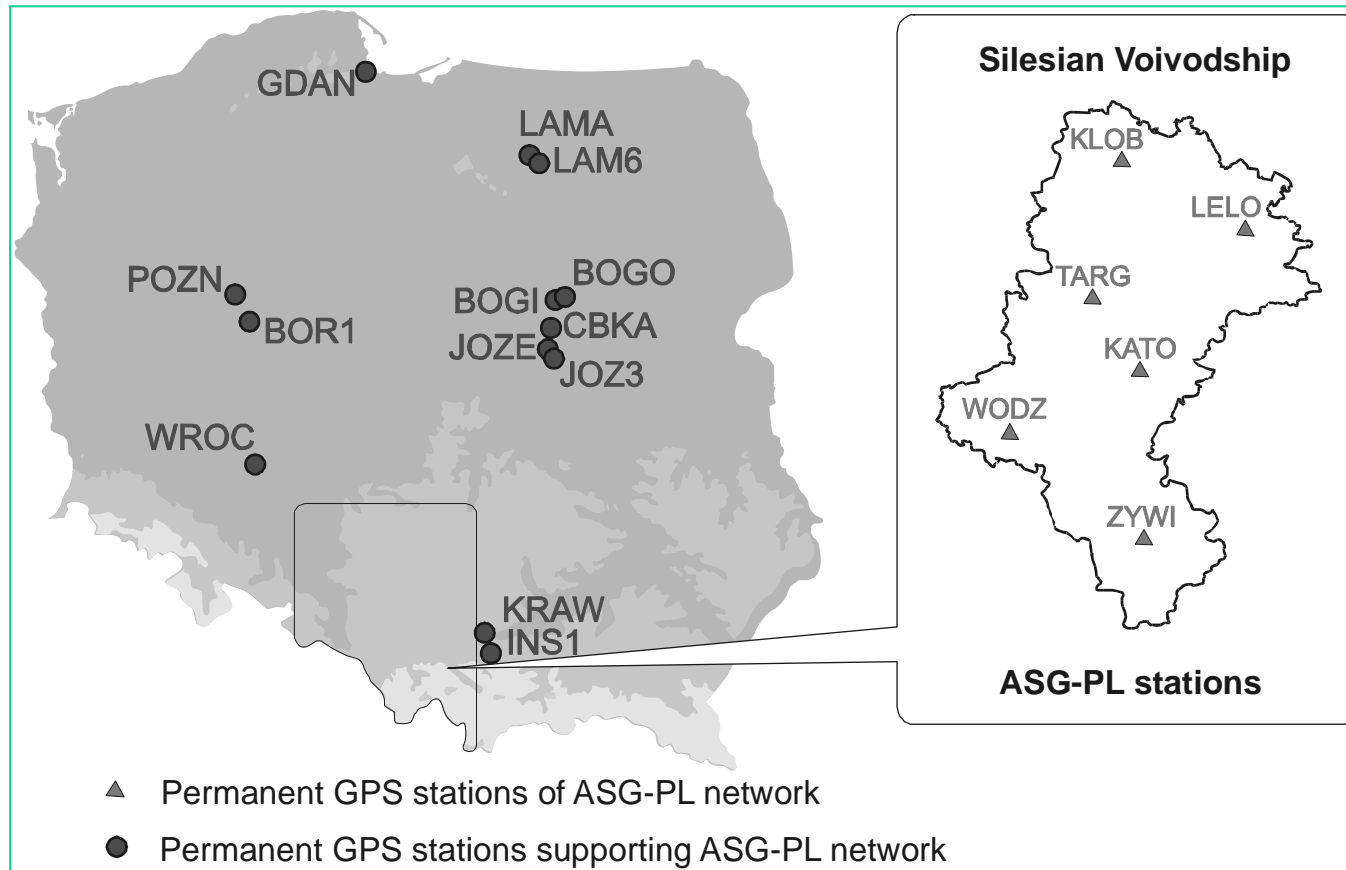 GDAN
LAMA
LAM6
POZN
BOR1
BOGO
BOGI
CBKA
JOZE
JOZ3
WROC
KRAW
INS1
Silesian Voivodship
KLOB
LELO
TARG
KATO
WODZ
ZYWI
ASG-PL stations
Permanent GPS stations of ASG-PL network
Permanent GPS stations supporting ASG-PL network